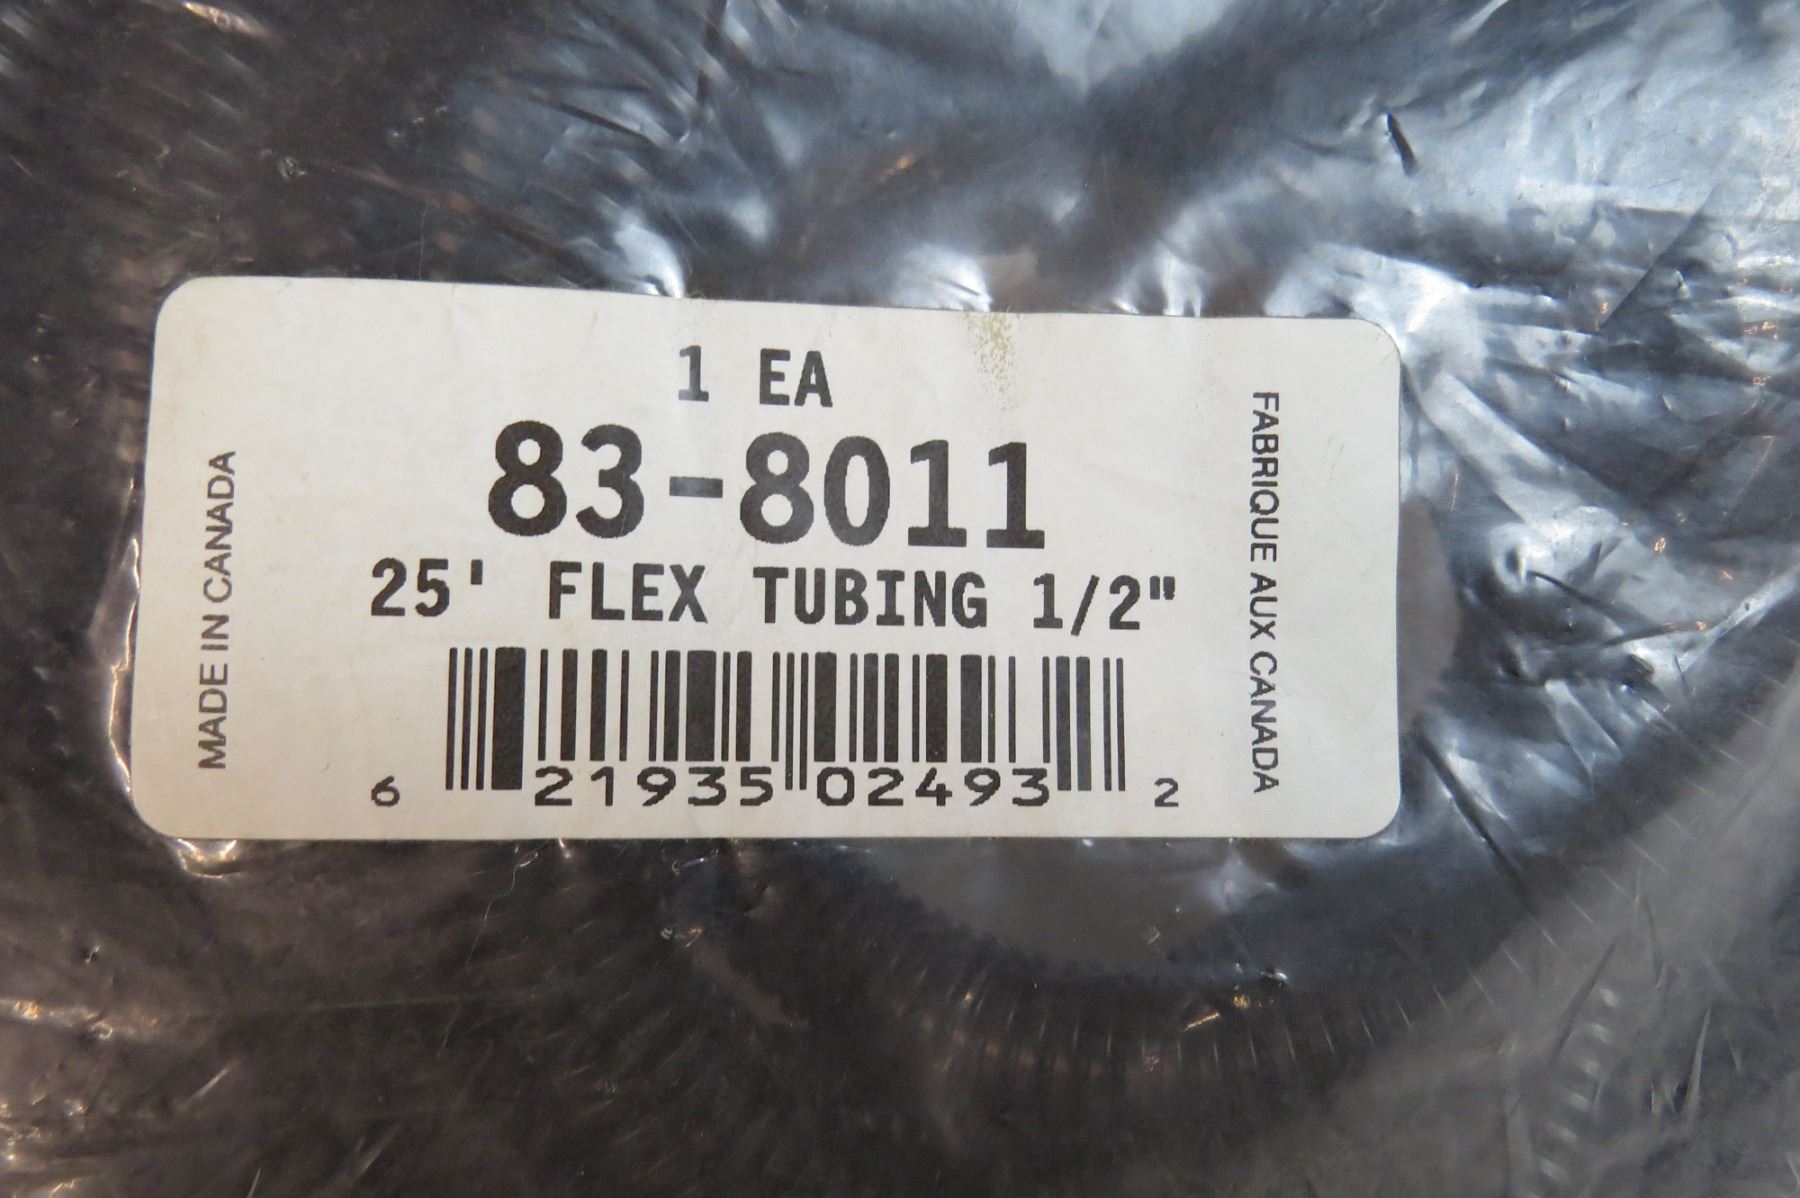 1 EA
83-8011
25' FLEX TUBING 1/2"
6 21935 02493 2
MADE IN CANADA
FABRIQUE AUX CANADA